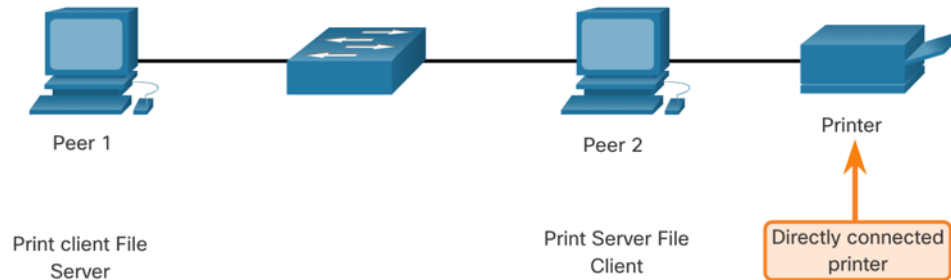 Peer 1
Peer 2
Printer
Print client File
Server
Print Server File
Client
Directly connected
printer